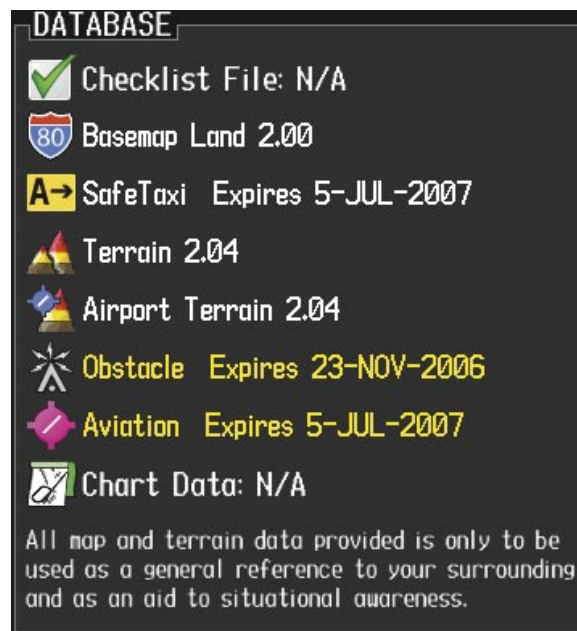 DATABASE
Checklist File: N/A
80 Basemap Land 2.00
A→ SafeTaxi Expires 5-JUL-2007
Terrain 2.04
Airport Terrain 2.04
Obstacle Expires 23-NOV-2006
Aviation Expires 5-JUL-2007
Chart Data: N/A
All map and terrain data provided is only to be
used as a general reference to your surrounding
and as an aid to situational awareness.